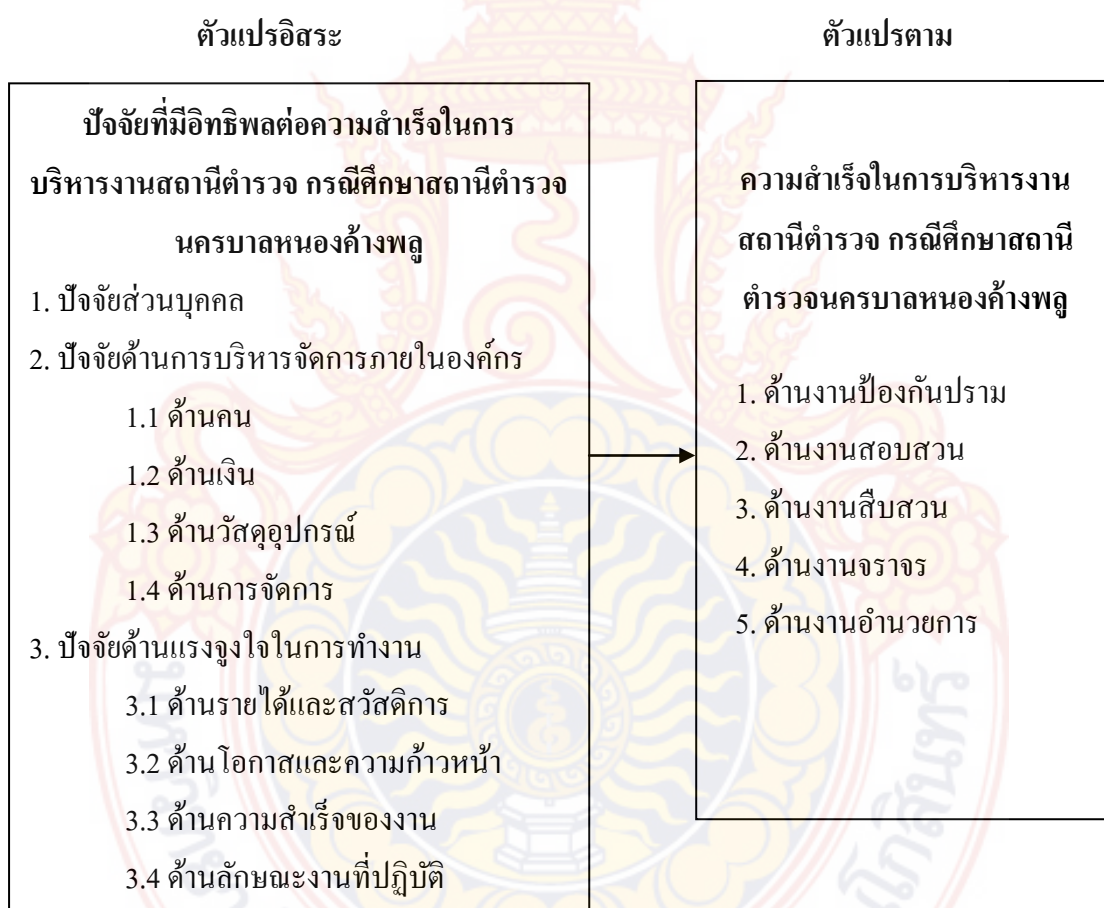 ตัวแปรอิสระ
ตัวแปรตาม
ปัจจัยที่มีอิทธิพลต่อความสำเร็จในการ
บริหารงานสถานีตำรวจ กรณีศึกษาสถานีตำรวจ
นครบาลหนองค้างพลู
1. ปัจจัยส่วนบุคคล
2. ปัจจัยด้านการบริหารจัดการภายในองค์กร
1.1 ด้านคน
1.2 ด้านเงิน
1.3 ด้านวัสดุอุปกรณ์
1.4 ด้านการจัดการ
3. ปัจจัยด้านแรงจูงใจในการทำงาน
3.1 ด้านรายได้และสวัสดิการ
3.2 ด้านโอกาสและความก้าวหน้า
3.3 ด้านความสำเร็จของงาน
3.4 ด้านลักษณะงานที่ปฏิบัติ
ความสำเร็จในการบริหารงาน
สถานีตำรวจ กรณีศึกษาสถานี
ตำรวจนครบาลหนองค้างพลู
1. ด้านงานป้องกันปราม
2. ด้านงานสอบสวน
3. ด้านงานสืบสวน
4. ด้านงานจราจร
5. ด้านงานอำนวยการ